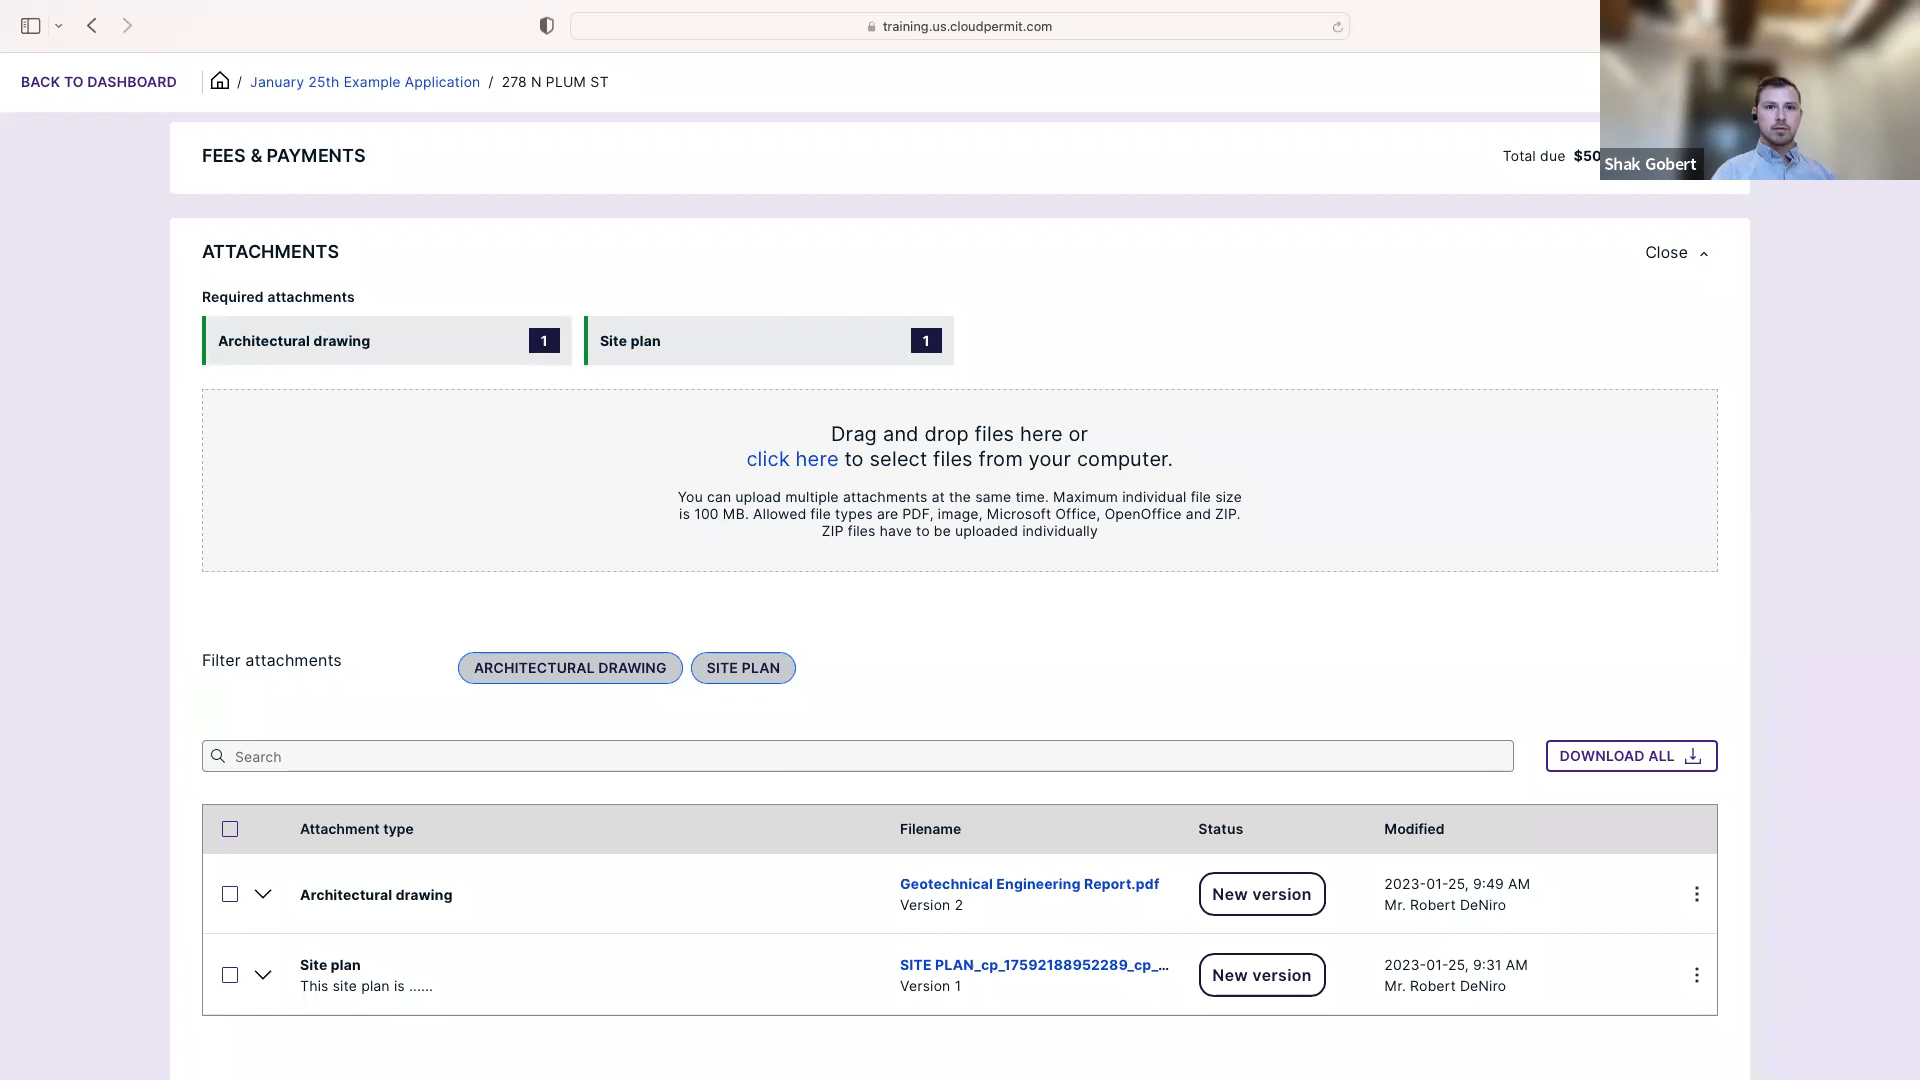 training.us.cloudpermit.com
BACK TO DASHBOARD
/ January 25th Example Application / 278 N PLUM ST
FEES & PAYMENTS
Total due $50
Shak Gobert
ATTACHMENTS
Close
Required attachments
Architectural drawing 1
Site plan 1
Drag and drop files here or
click here to select files from your computer.
You can upload multiple attachments at the same time. Maximum individual file size
is 100 MB. Allowed file types are PDF, image, Microsoft Office, OpenOffice and ZIP.
ZIP files have to be uploaded individually
Filter attachments
ARCHITECTURAL DRAWING
SITE PLAN
Search
DOWNLOAD ALL
Attachment type Filename Status Modified
Architectural drawing
Geotechnical Engineering Report.pdf
Version 2
New version
2023-01-25, 9:49 AM
Mr. Robert DeNiro
Site plan
This site plan is ......
SITE PLAN_cp_17592188952289_cp_...
Version 1
New version
2023-01-25, 9:31 AM
Mr. Robert DeNiro